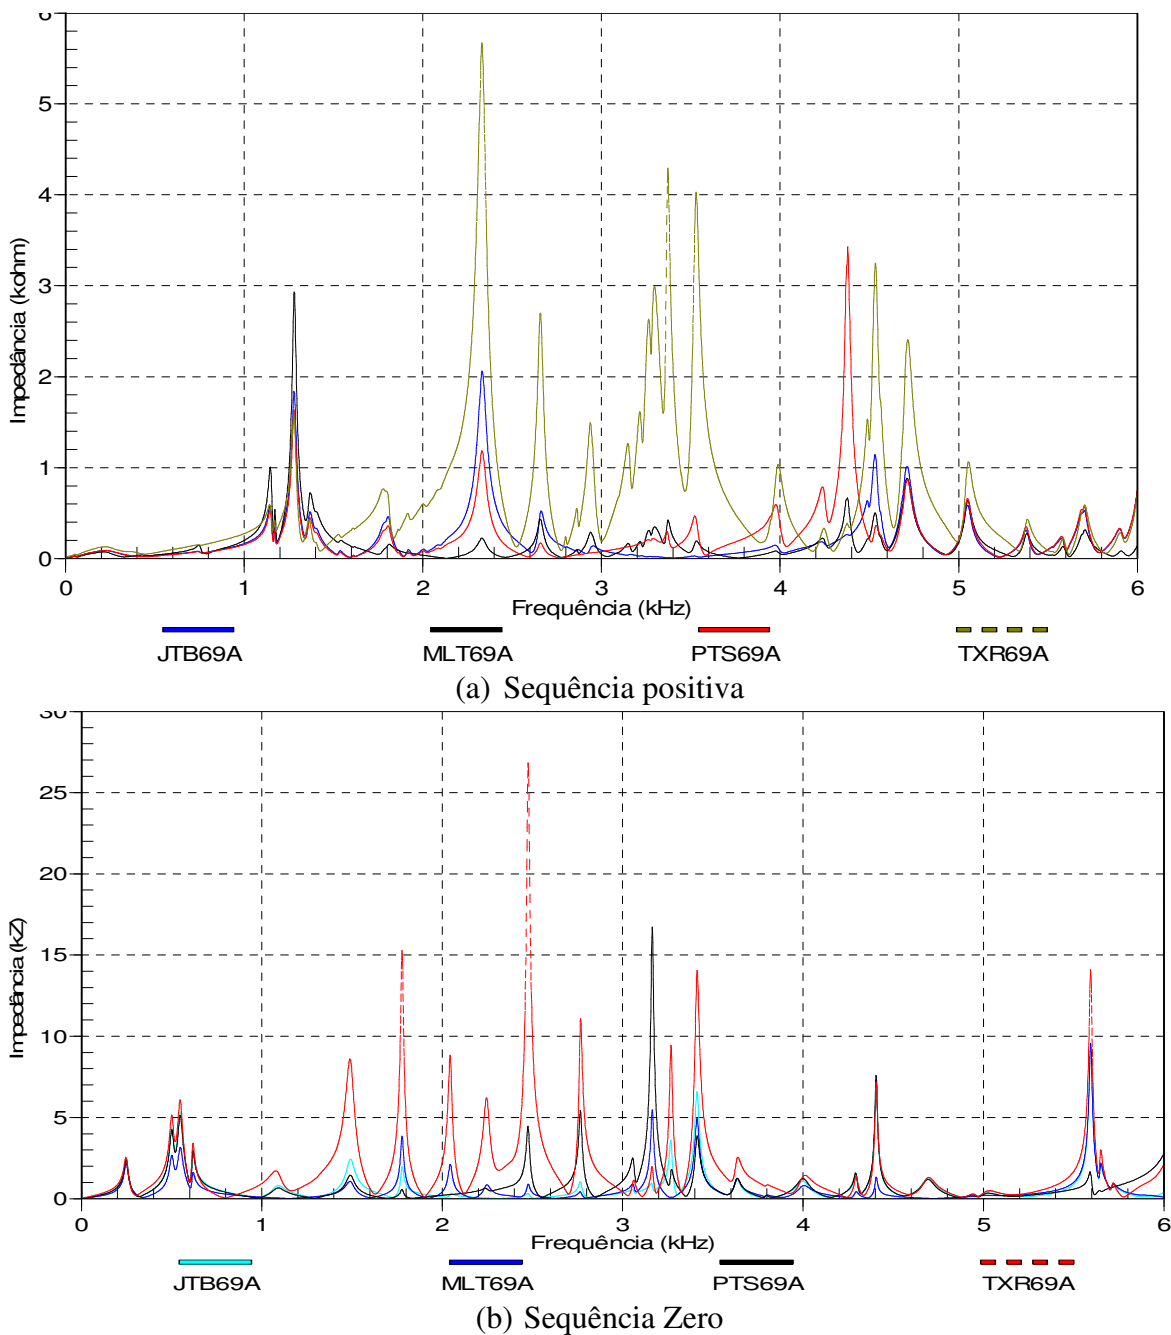 6
5
4
3
2
1
0
Impedância (kohm)
0 1 2 3 4 5 6
Frequência (kHz)
JTB69A MLT69A PTS69A TXR69A
(a) Sequência positiva
30
25
20
15
10
5
0
Impedância (kZ)
0 1 2 3 4 5 6
Frequência (kHz)
JTB69A MLT69A PTS69A TXR69A
(b) Sequência Zero